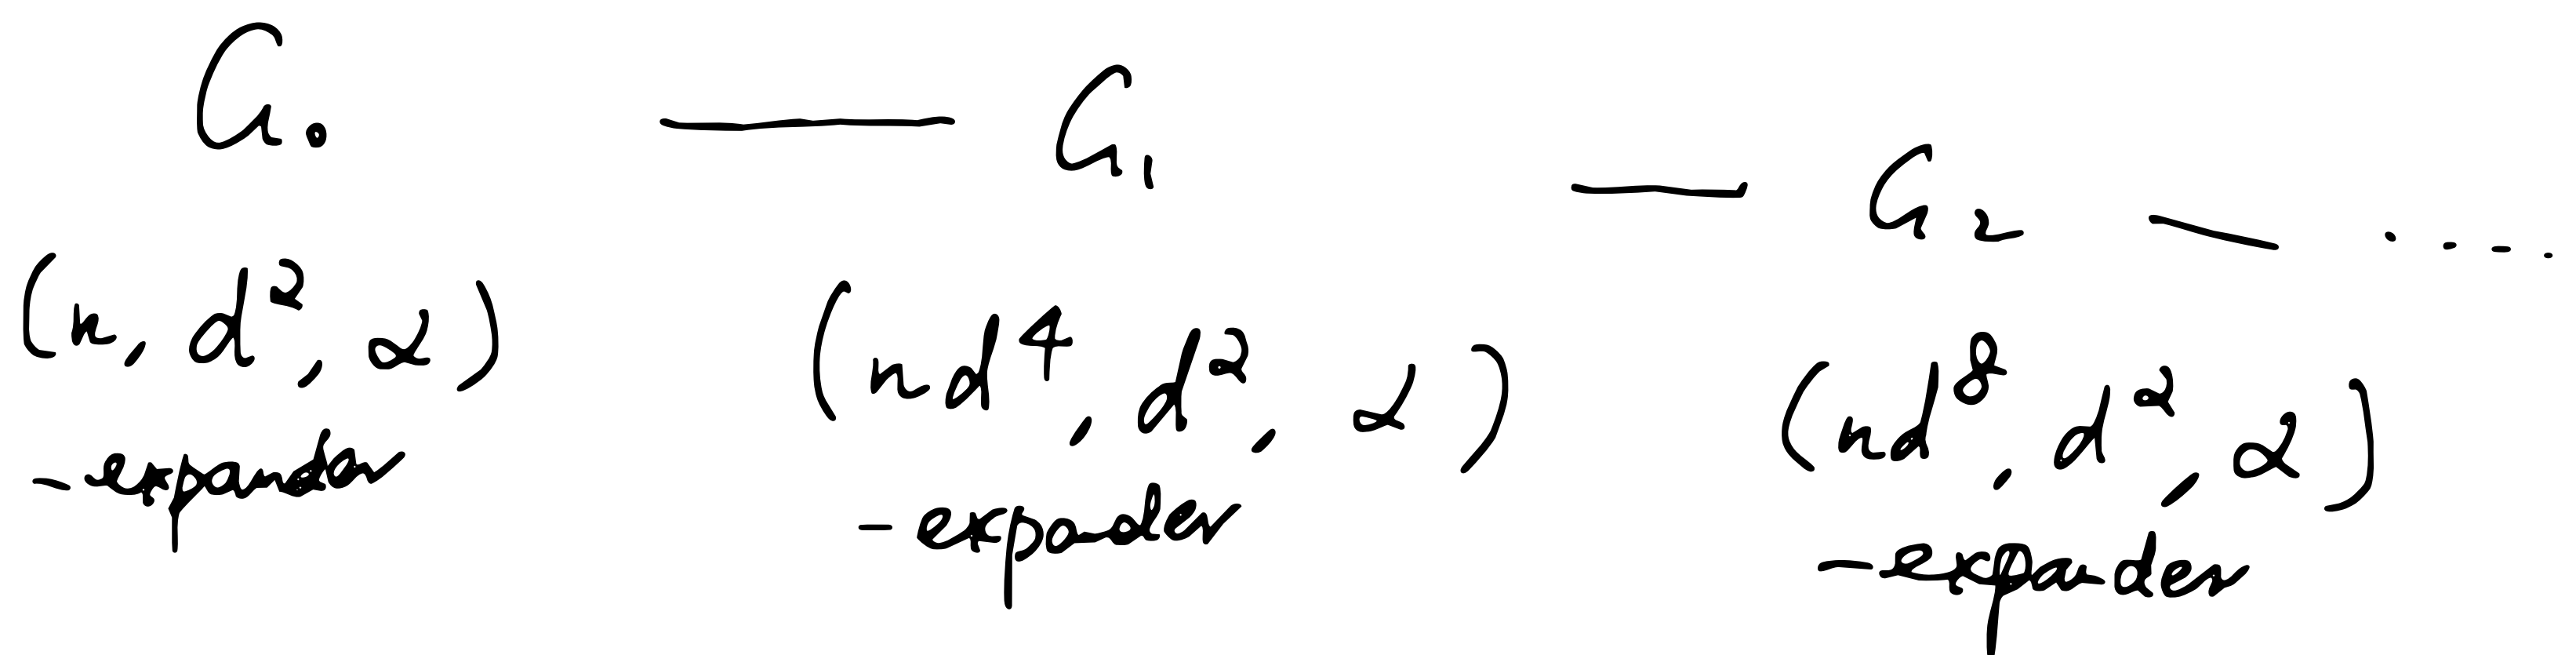 G₀ — G₁ — G₂ — .....
(n, d², α) (nd⁴, d², α) (nd⁸, d², α)
-expander -expander -expander